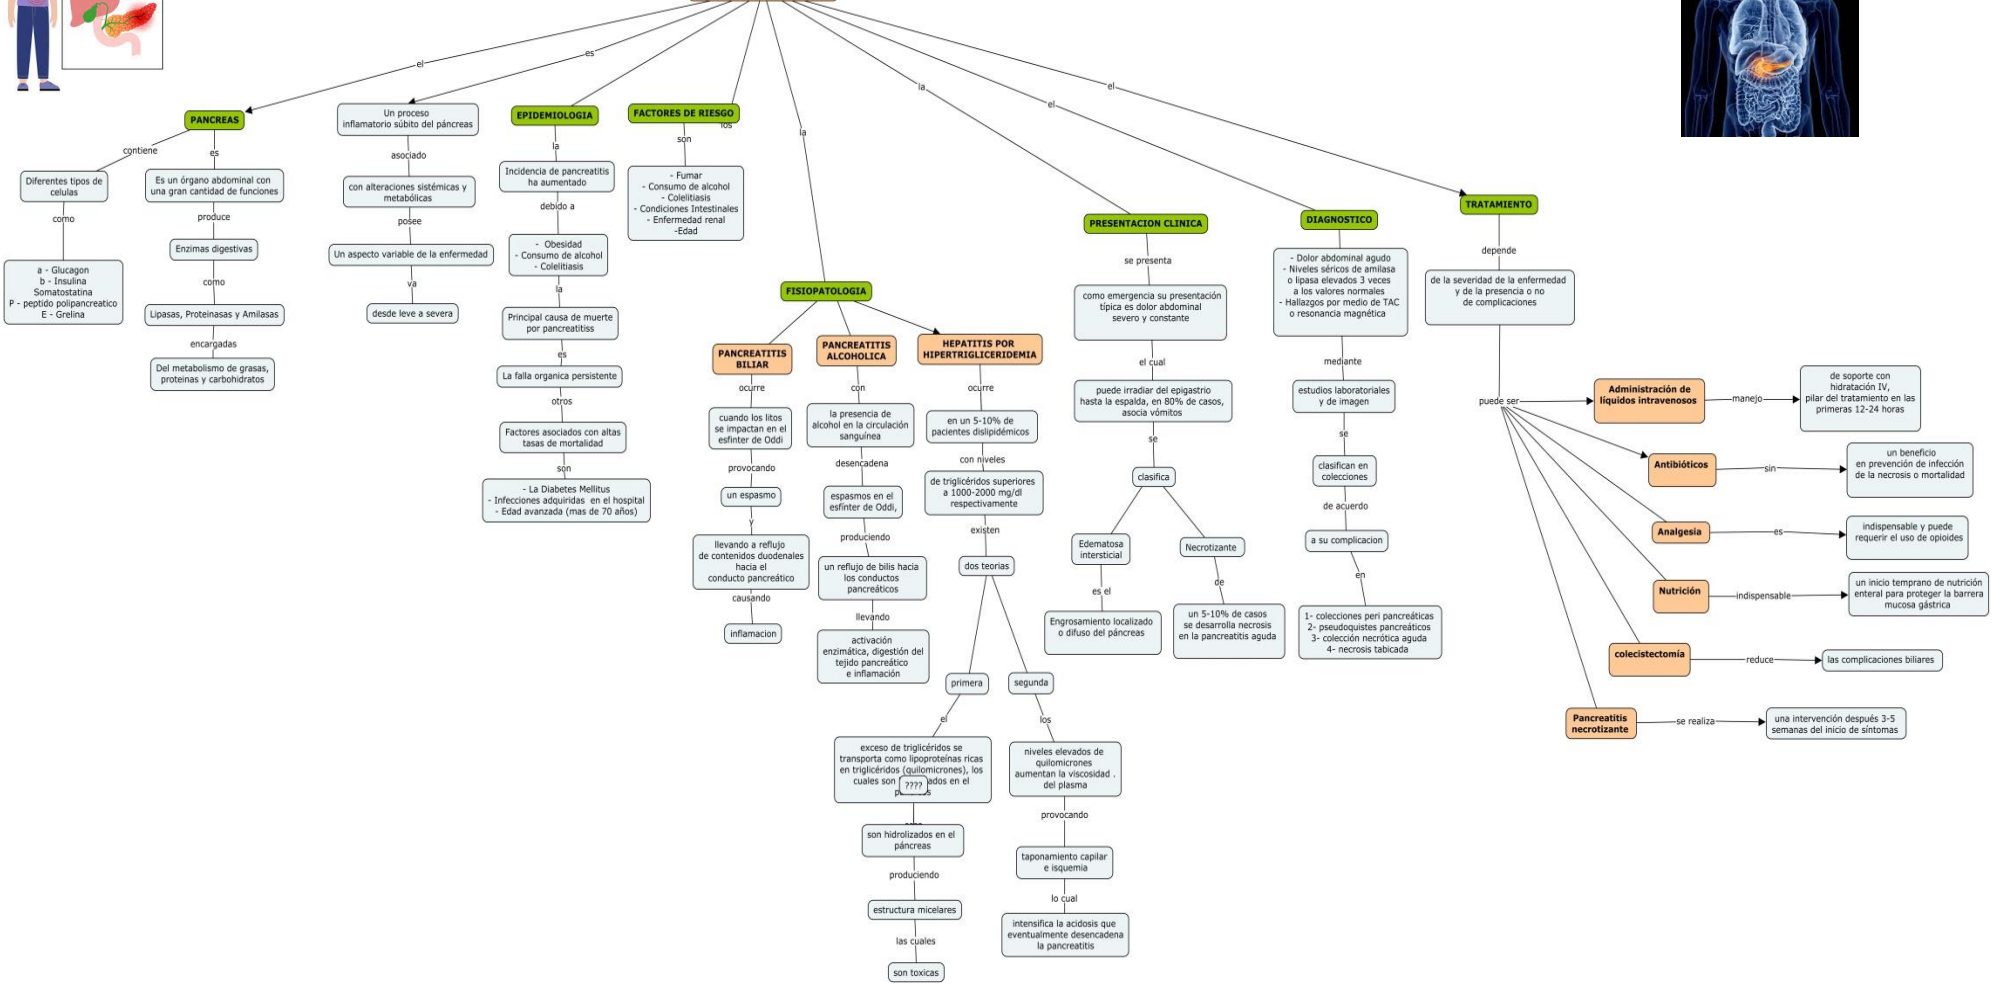 el
es
la
la
el
el
PANCREAS
contiene
es
Diferentes tipos de
celulas
como
a - Glucagon
b - Insulina
Somatostatina
P - peptido polipancreatico
E - Grelina
Es un órgano abdominal con
una gran cantidad de funciones
produce
Enzimas digestivas
como
Lipasas, Proteinasas y Amilasas
encargadas
Del metabolismo de grasas,
proteinas y carbohidratos
Un proceso
inflamatorio súbito del páncreas
asociado
con alteraciones sistémicas y
metabólicas
posee
Un aspecto variable de la enfermedad
va
desde leve a severa
EPIDEMIOLOGIA
la
Incidencia de pancreatitis
ha aumentado
debido a
- Obesidad
- Consumo de alcohol
- Colelitiasis
la
Principal causa de muerte
por pancreatitiss
es
La falla organica persistente
otros
Factores asociados con altas
tasas de mortalidad
son
- La Diabetes Mellitus
- Infecciones adquiridas en el hospital
- Edad avanzada (mas de 70 años)
FACTORES DE RIESGO
los
son
- Fumar
- Consumo de alcohol
- Colelitiasis
- Condiciones Intestinales
- Enfermedad renal
-Edad
FISIOPATOLOGIA
PANCREATITIS
BILIAR
ocurre
cuando los litos
se impactan en el
esfinter de Oddi
provocando
un espasmo
y
llevando a reflujo
de contenidos duodenales
hacia el
conducto pancreático
causando
inflamacion
PANCREATITIS
ALCOHOLICA
con
la presencia de
alcohol en la circulación
sanguínea
desencadena
espasmos en el
esfínter de Oddi,
produciendo
un reflujo de bilis hacia
los conductos
pancreáticos
llevando
activación
enzimática, digestión del
tejido pancreático
e inflamación
HEPATITIS POR
HIPERTRIGLICERIDEMIA
ocurre
en un 5-10% de
pacientes dislipidémicos
con niveles
de triglicéridos superiores
a 1000-2000 mg/dl
respectivamente
existen
dos teorias
primera
el
exceso de triglicéridos se
transporta como lipoproteínas ricas
en triglicéridos (quilomicrones), los
cuales son ados en el
????
son hidrolizados en el
páncreas
produciendo
estructura micelares
las cuales
son toxicas
segunda
los
niveles elevados de
quilomicrones
aumentan la viscosidad .
del plasma
provocando
taponamiento capilar
e isquemia
lo cual
intensifica la acidosis que
eventualmente desencadena
la pancreatitis
PRESENTACION CLINICA
se presenta
como emergencia su presentación
típica es dolor abdominal
severo y constante
el cual
puede irradiar del epigastrio
hasta la espalda, en 80% de casos,
asocia vómitos
se
clasifica
Edematosa
intersticial
es el
Engrosamiento localizado
o difuso del páncreas
Necrotizante
de
un 5-10% de casos
se desarrolla necrosis
en la pancreatitis aguda
DIAGNOSTICO
- Dolor abdominal agudo
- Niveles séricos de amilasa
o lipasa elevados 3 veces
a los valores normales
- Hallazgos por medio de TAC
o resonancia magnética
mediante
estudios laboratoriales
y de imagen
se
clasifican en
colecciones
de acuerdo
a su complicacion
en
1- colecciones peri pancreáticas
2- pseudoquistes pancreáticos
3- colección necrótica aguda
4- necrosis tabicada
TRATAMIENTO
depende
de la severidad de la enfermedad
y de la presencia o no
de complicaciones
puede ser
Administración de
líquidos intravenosos
manejo
de soporte con
hidratación IV,
pilar del tratamiento en las
primeras 12-24 horas
Antibióticos
sin
un beneficio
en prevención de infección
de la necrosis o mortalidad
Analgesia
es
indispensable y puede
requerir el uso de opioides
Nutrición
indispensable
un inicio temprano de nutrición
enteral para proteger la barrera
mucosa gástrica
colecistectomía
reduce
las complicaciones biliares
Pancreatitis
necrotizante
se realiza
una intervención después 3-5
semanas del inicio de síntomas